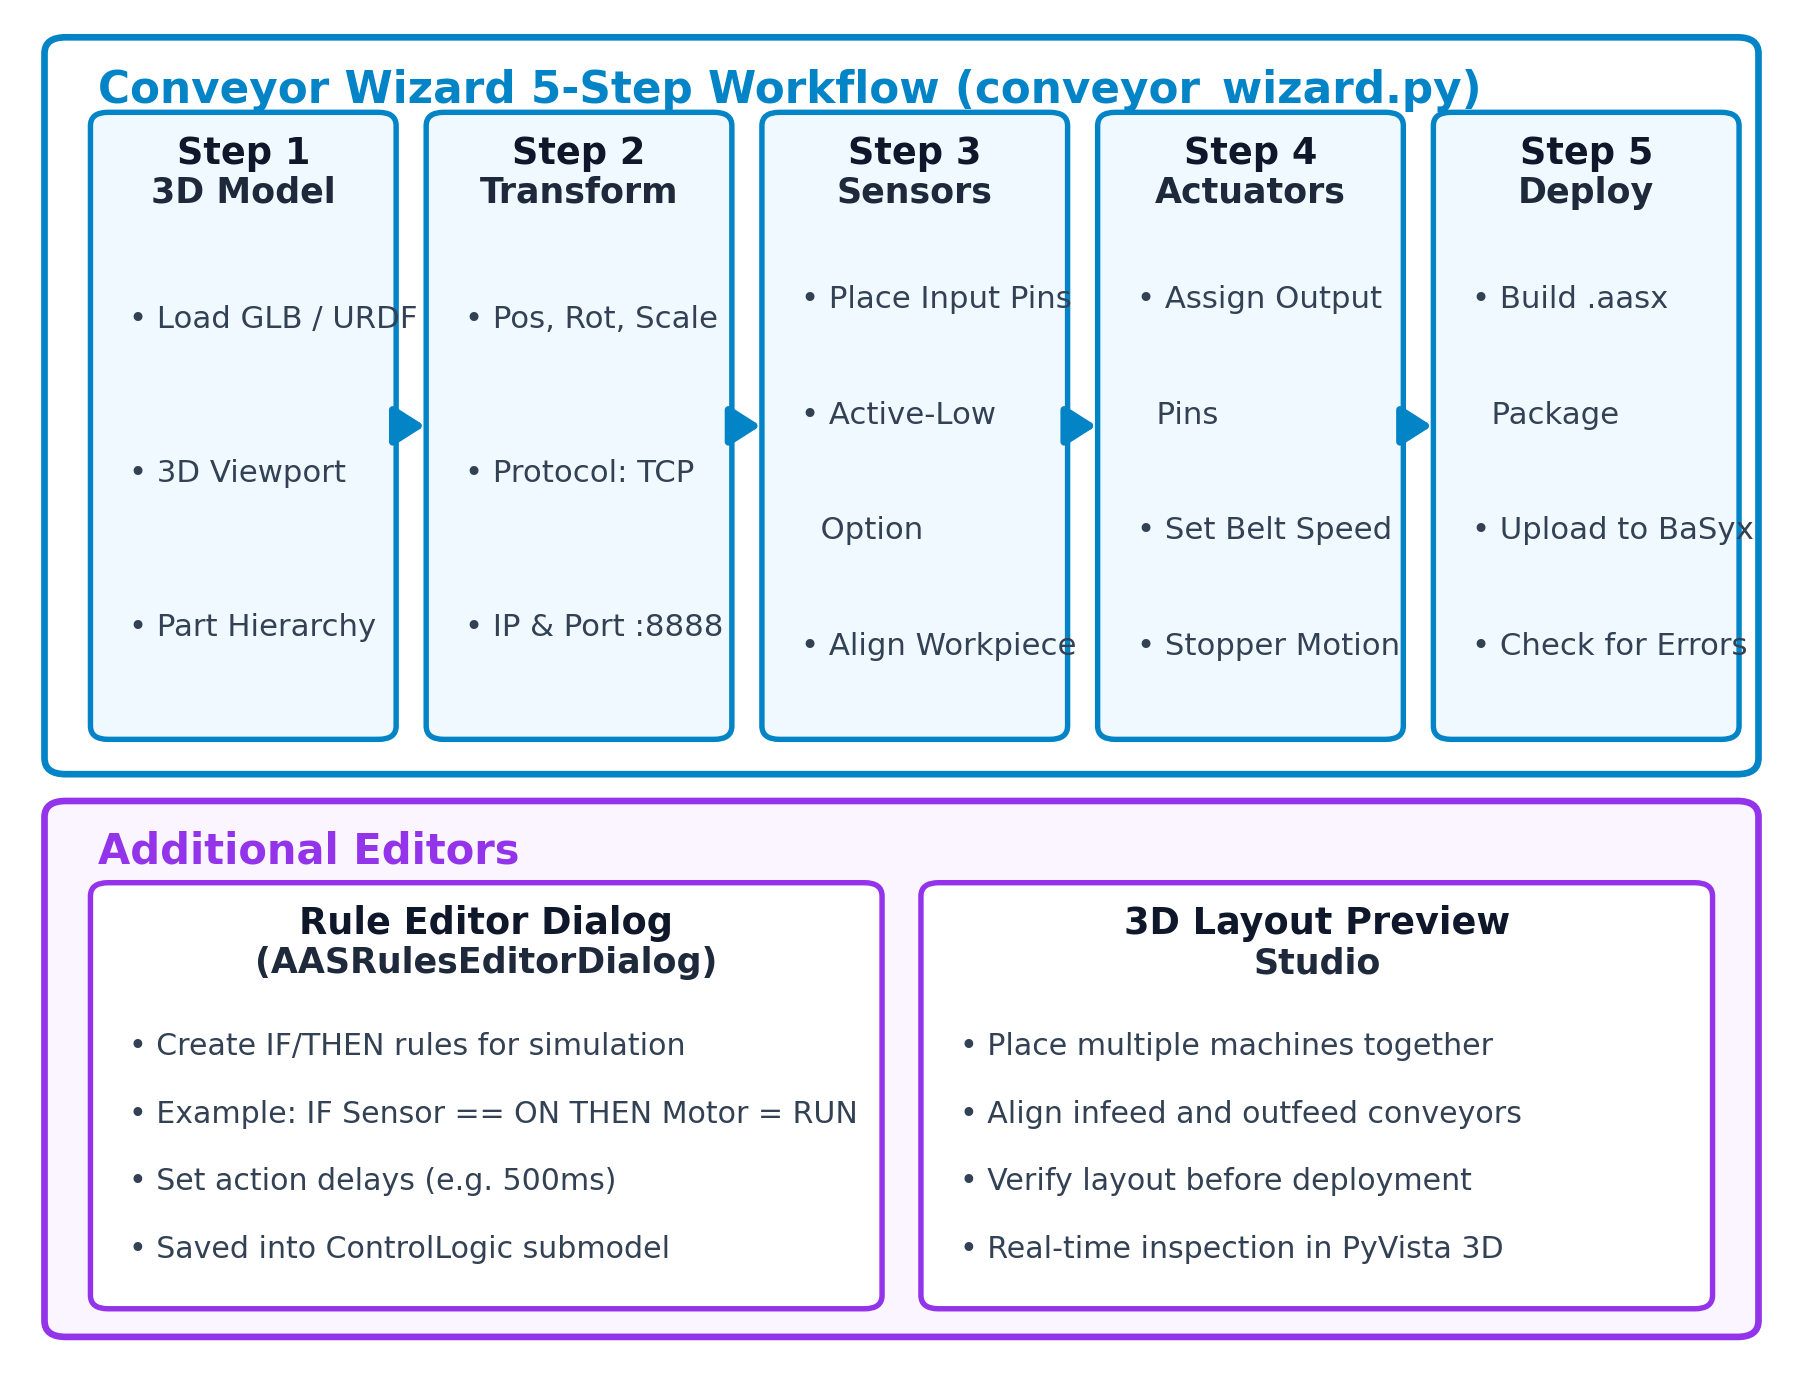 Conveyor Wizard 5-Step Workflow (conveyor_wizard.py)
Step 1
3D Model
• Load GLB / URDF
• 3D Viewport
• Part Hierarchy
Step 2
Transform
• Pos, Rot, Scale
• Protocol: TCP
• IP & Port :8888
Step 3
Sensors
• Place Input Pins
• Active-Low
Option
• Align Workpiece
Step 4
Actuators
• Assign Output
Pins
• Set Belt Speed
• Stopper Motion
Step 5
Deploy
• Build .aasx
Package
• Upload to BaSyx
• Check for Errors
Additional Editors
Rule Editor Dialog
(AASRulesEditorDialog)
• Create IF/THEN rules for simulation
• Example: IF Sensor == ON THEN Motor = RUN
• Set action delays (e.g. 500ms)
• Saved into ControlLogic submodel
3D Layout Preview
Studio
• Place multiple machines together
• Align infeed and outfeed conveyors
• Verify layout before deployment
• Real-time inspection in PyVista 3D